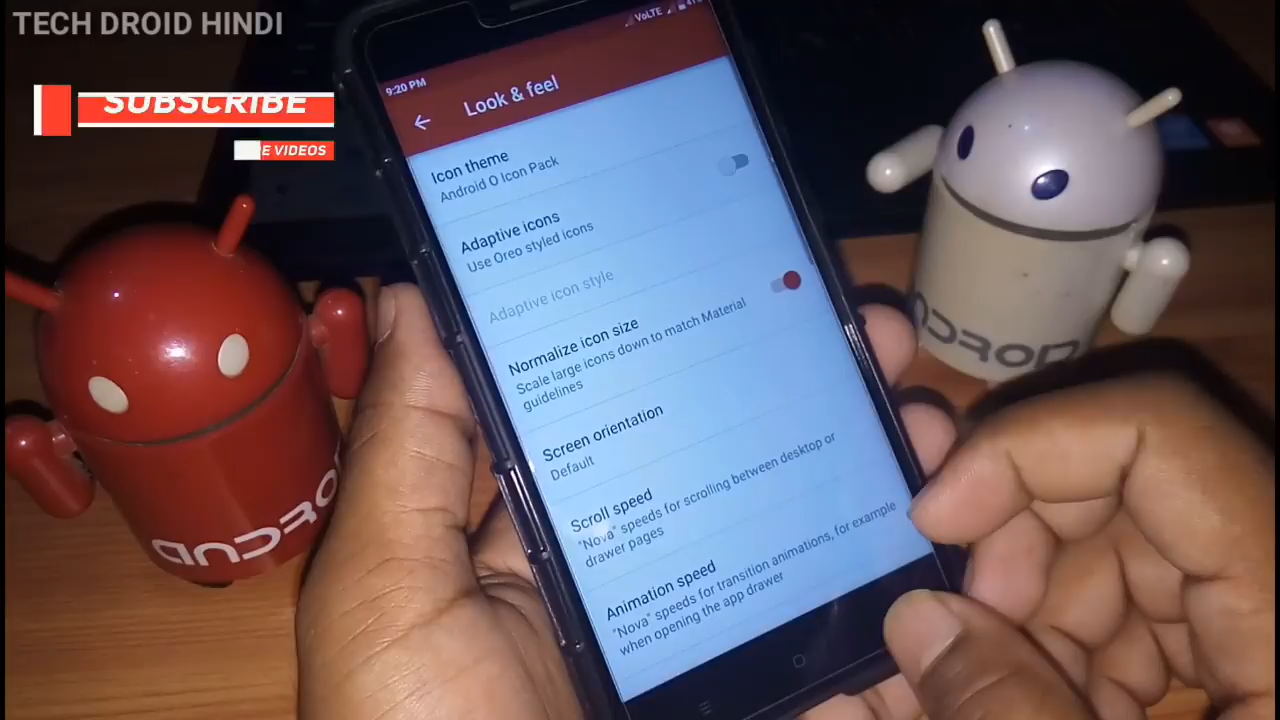 TECH DROID HINDI
SUBSCRIBE
E VIDEOS
VoLTE
9:20 PM
Look & feel
Icon theme
Android O Icon Pack
Adaptive icons
Use Oreo styled icons
Adaptive icon style
Normalize icon size
Scale large icons down to match Material
guidelines
Screen orientation
Default
Scroll speed
"Nova" speeds for scrolling between desktop or
drawer pages
Animation speed
"Nova" speeds for transition animations, for example
when opening the app drawer
ANDROID